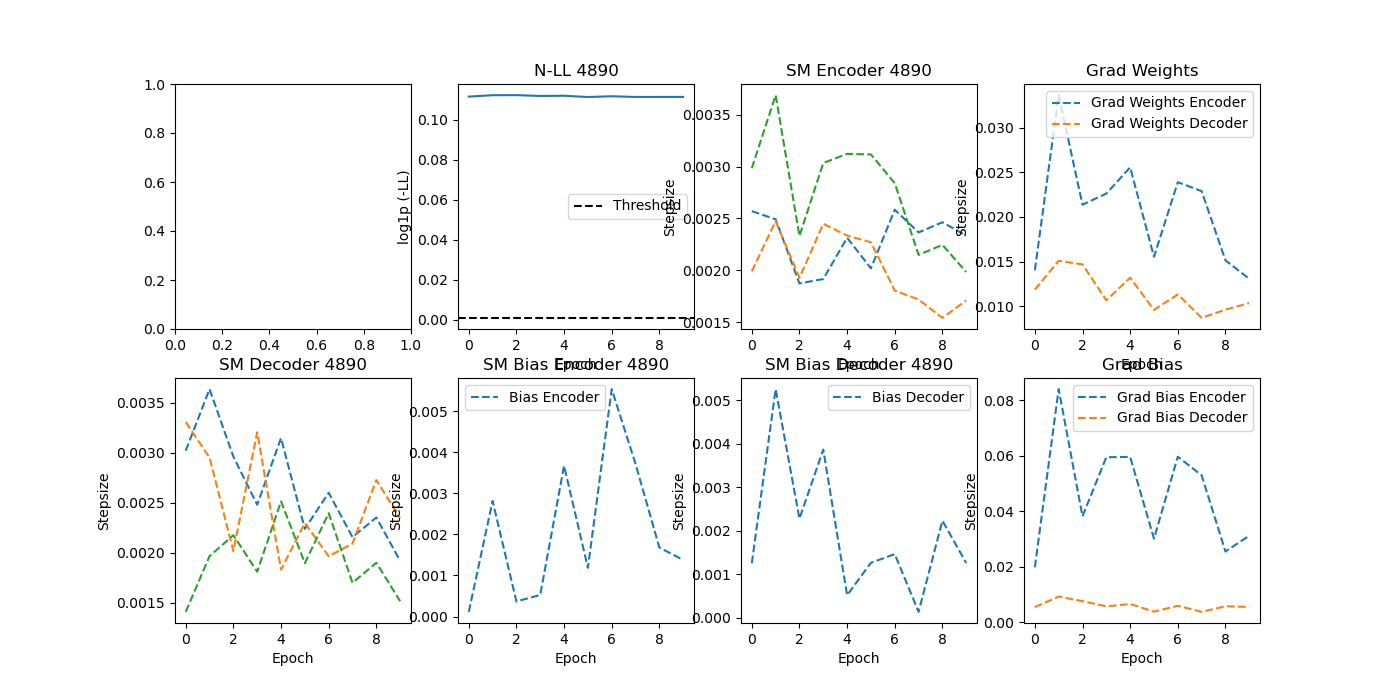 N-LL 4890
SM Encoder 4890
Grad Weights
1.0
0.8
0.6
0.4
0.2
0.0
0.0 0.2 0.4 0.6 0.8 1.0
log1p (-LL)
0.10
0.08
0.06
0.04
0.02
0.00
Threshold
0 2 4 6 8
Epoch
Stepsize
0.0035
0.0030
0.0025
0.0020
0.0015
0 2 4 6 8
Epoch
Stepsize
0.030
0.025
0.020
0.015
0.010
Grad Weights Encoder
Grad Weights Decoder
0 2 4 6 8
Epoch
SM Decoder 4890
SM Bias Encoder 4890
SM Bias Decoder 4890
Grad Bias
Stepsize
0.0035
0.0030
0.0025
0.0020
0.0015
0 2 4 6 8
Epoch
Stepsize
0.005
0.004
0.003
0.002
0.001
0.000
Bias Encoder
0 2 4 6 8
Epoch
Stepsize
0.005
0.004
0.003
0.002
0.001
0.000
Bias Decoder
0 2 4 6 8
Epoch
Stepsize
0.08
0.06
0.04
0.02
0.00
Grad Bias Encoder
Grad Bias Decoder
0 2 4 6 8
Epoch